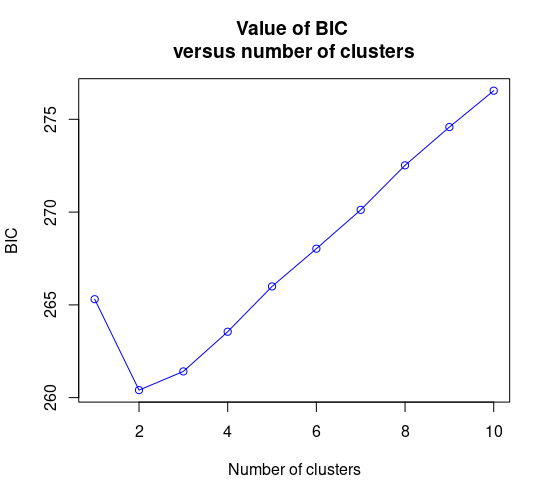 Value of BIC
versus number of clusters
275
270
265
260
BIC
2 4 6 8 10
Number of clusters